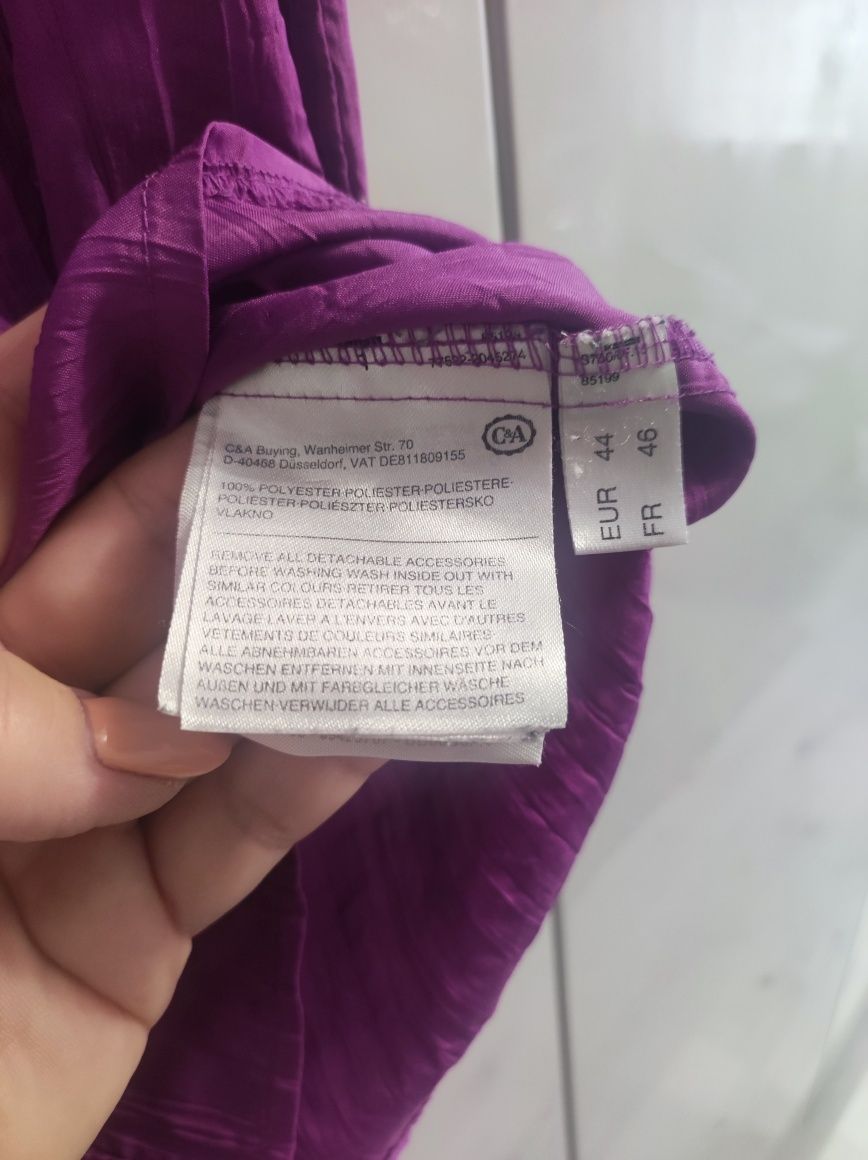 C&A
C&A Buying, Wanheimer Str. 70
D-40468 Düsseldorf, VAT DE811809155
100% POLYESTER·POLIESTER·POLIESTERE·
POLIÉSTER·POLIÉSZTER·POLIESTERSKO
VLAKNO
REMOVE ALL DETACHABLE ACCESSORIES
BEFORE WASHING WASH INSIDE OUT WITH
SIMILAR COLOURS·RETIRER TOUS LES
ACCESSOIRES DETACHABLES AVANT LE
LAVAGE LAVER A L'ENVERS AVEC D'AUTRES
VETEMENTS DE COULEURS SIMILAIRES·
ALLE ABNEHMBAREN ACCESSOIRES VOR DEM
WASCHEN ENTFERNEN MIT INNENSEITE NACH
AUßEN UND MIT FARBGLEICHER WÄSCHE
WASCHEN·VERWIJDER ALLE ACCESSOIRES
85199
EUR 44
FR 46